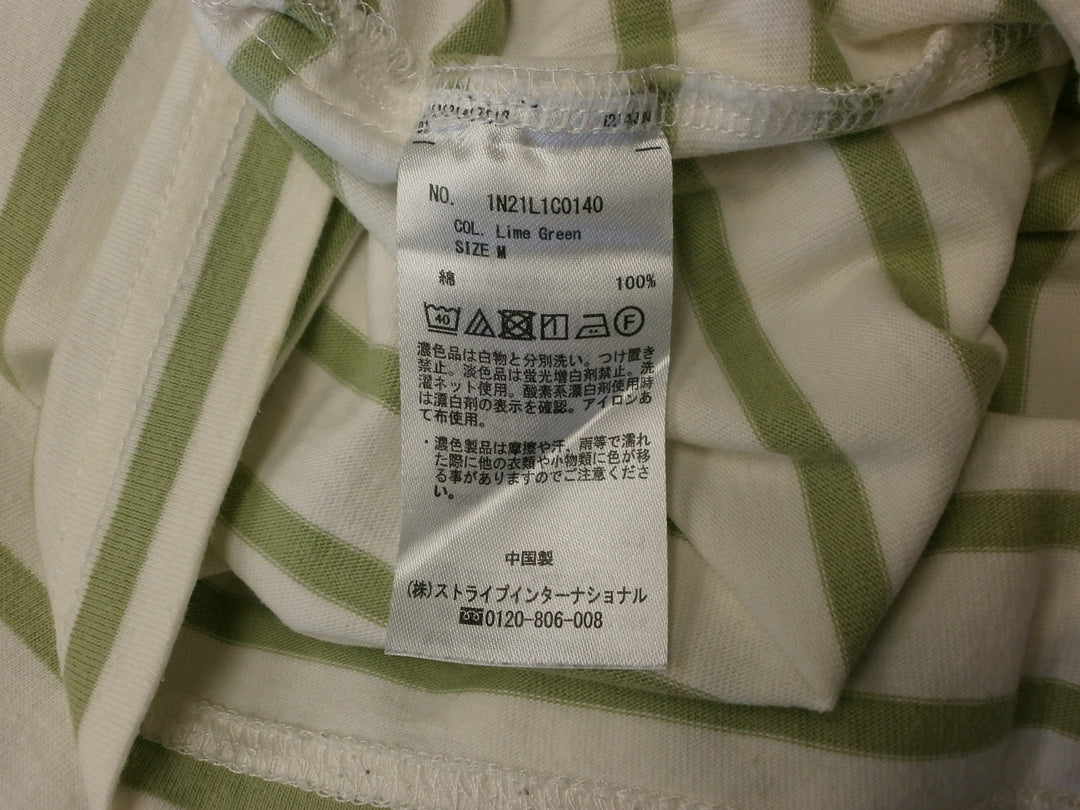 NO. 1N21L1C0140
COL. Lime Green
SIZE M
綿 100%
40 F
濃色品は白物と分別洗い。つけ置き
禁止。淡色品は蛍光増白剤禁止。洗
濯ネット使用。酸素系漂白剤使用時
は漂白剤の表示を確認。アイロンあ
て布使用。
・濃色製品は摩擦や汗、雨等で濡れ
た際に他の衣類や小物類に色が移
る事がありますのでご注意くださ
い。
中国製
(株)ストライプインターナショナル
0120-806-008